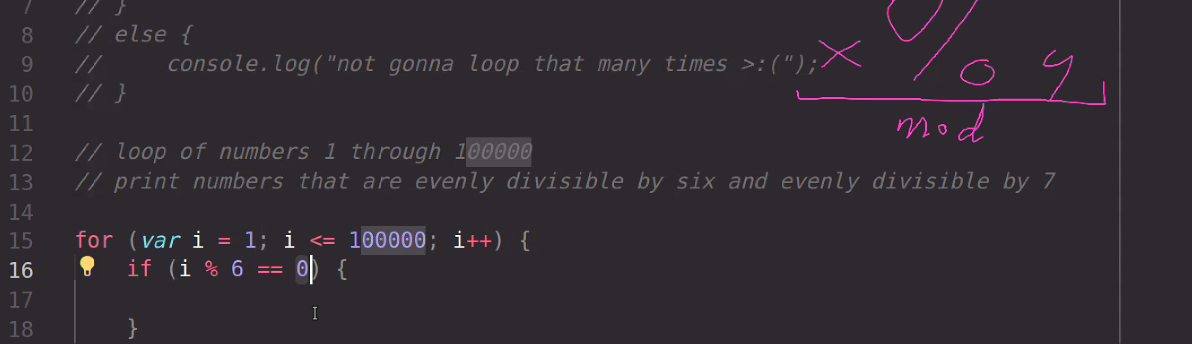 7 // }
8 // else {
9 //     console.log("not gonna loop that many times >:(");
10 // }
11
12 // loop of numbers 1 through 100000
13 // print numbers that are evenly divisible by six and evenly divisible by 7
14
15 for (var i = 1; i <= 100000; i++) {
16     if (i % 6 == 0) {
17
18     }
x % y
mod